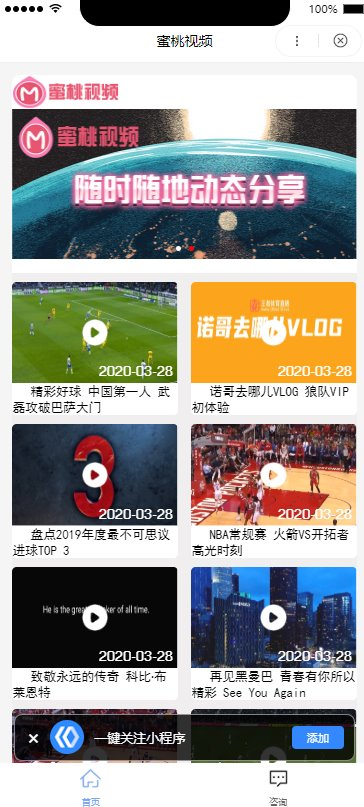 100%
蜜桃视频
蜜桃视频
蜜桃视频
随时随地动态分享
2020-03-28
精彩好球 中国第一人 武
磊攻破巴萨大门
诺哥去哪儿VLOG
2020-03-28
诺哥去哪儿VLOG 狼队VIP
初体验
3
2020-03-28
盘点2019年度最不可思议
进球TOP 3
2020-03-28
NBA常规赛 火箭VS开拓者
高光时刻
He is the great
ker of all time.
2020-03-28
致敬永远的传奇 科比·布
莱恩特
2020-03-28
再见黑曼巴 青春有你所以
精彩 See You Again
一键关注小程序
添加
首页
咨询